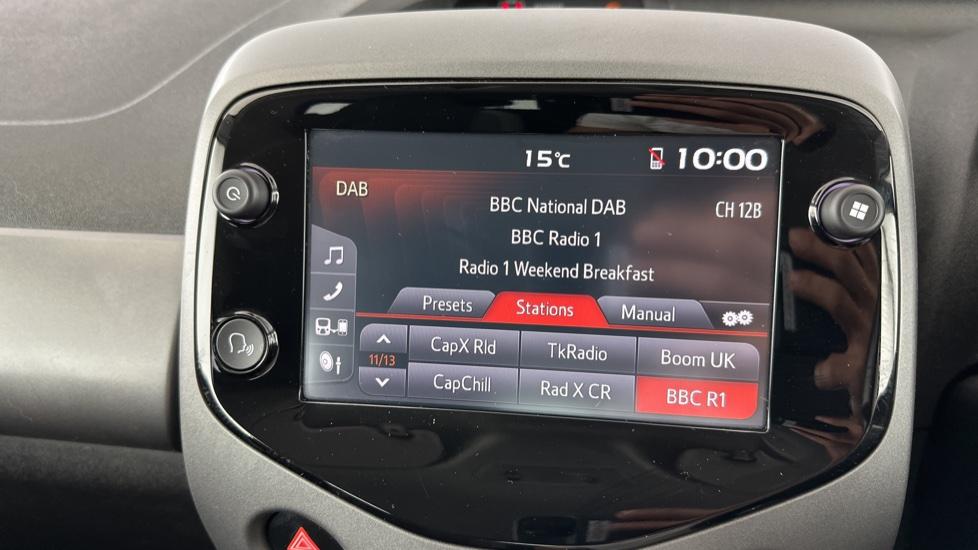 15°C 10:00
DAB
BBC National DAB CH 12B
BBC Radio 1
Radio 1 Weekend Breakfast
Presets Stations Manual
CapX Rld TkRadio Boom UK
11/13
CapChill Rad X CR BBC R1